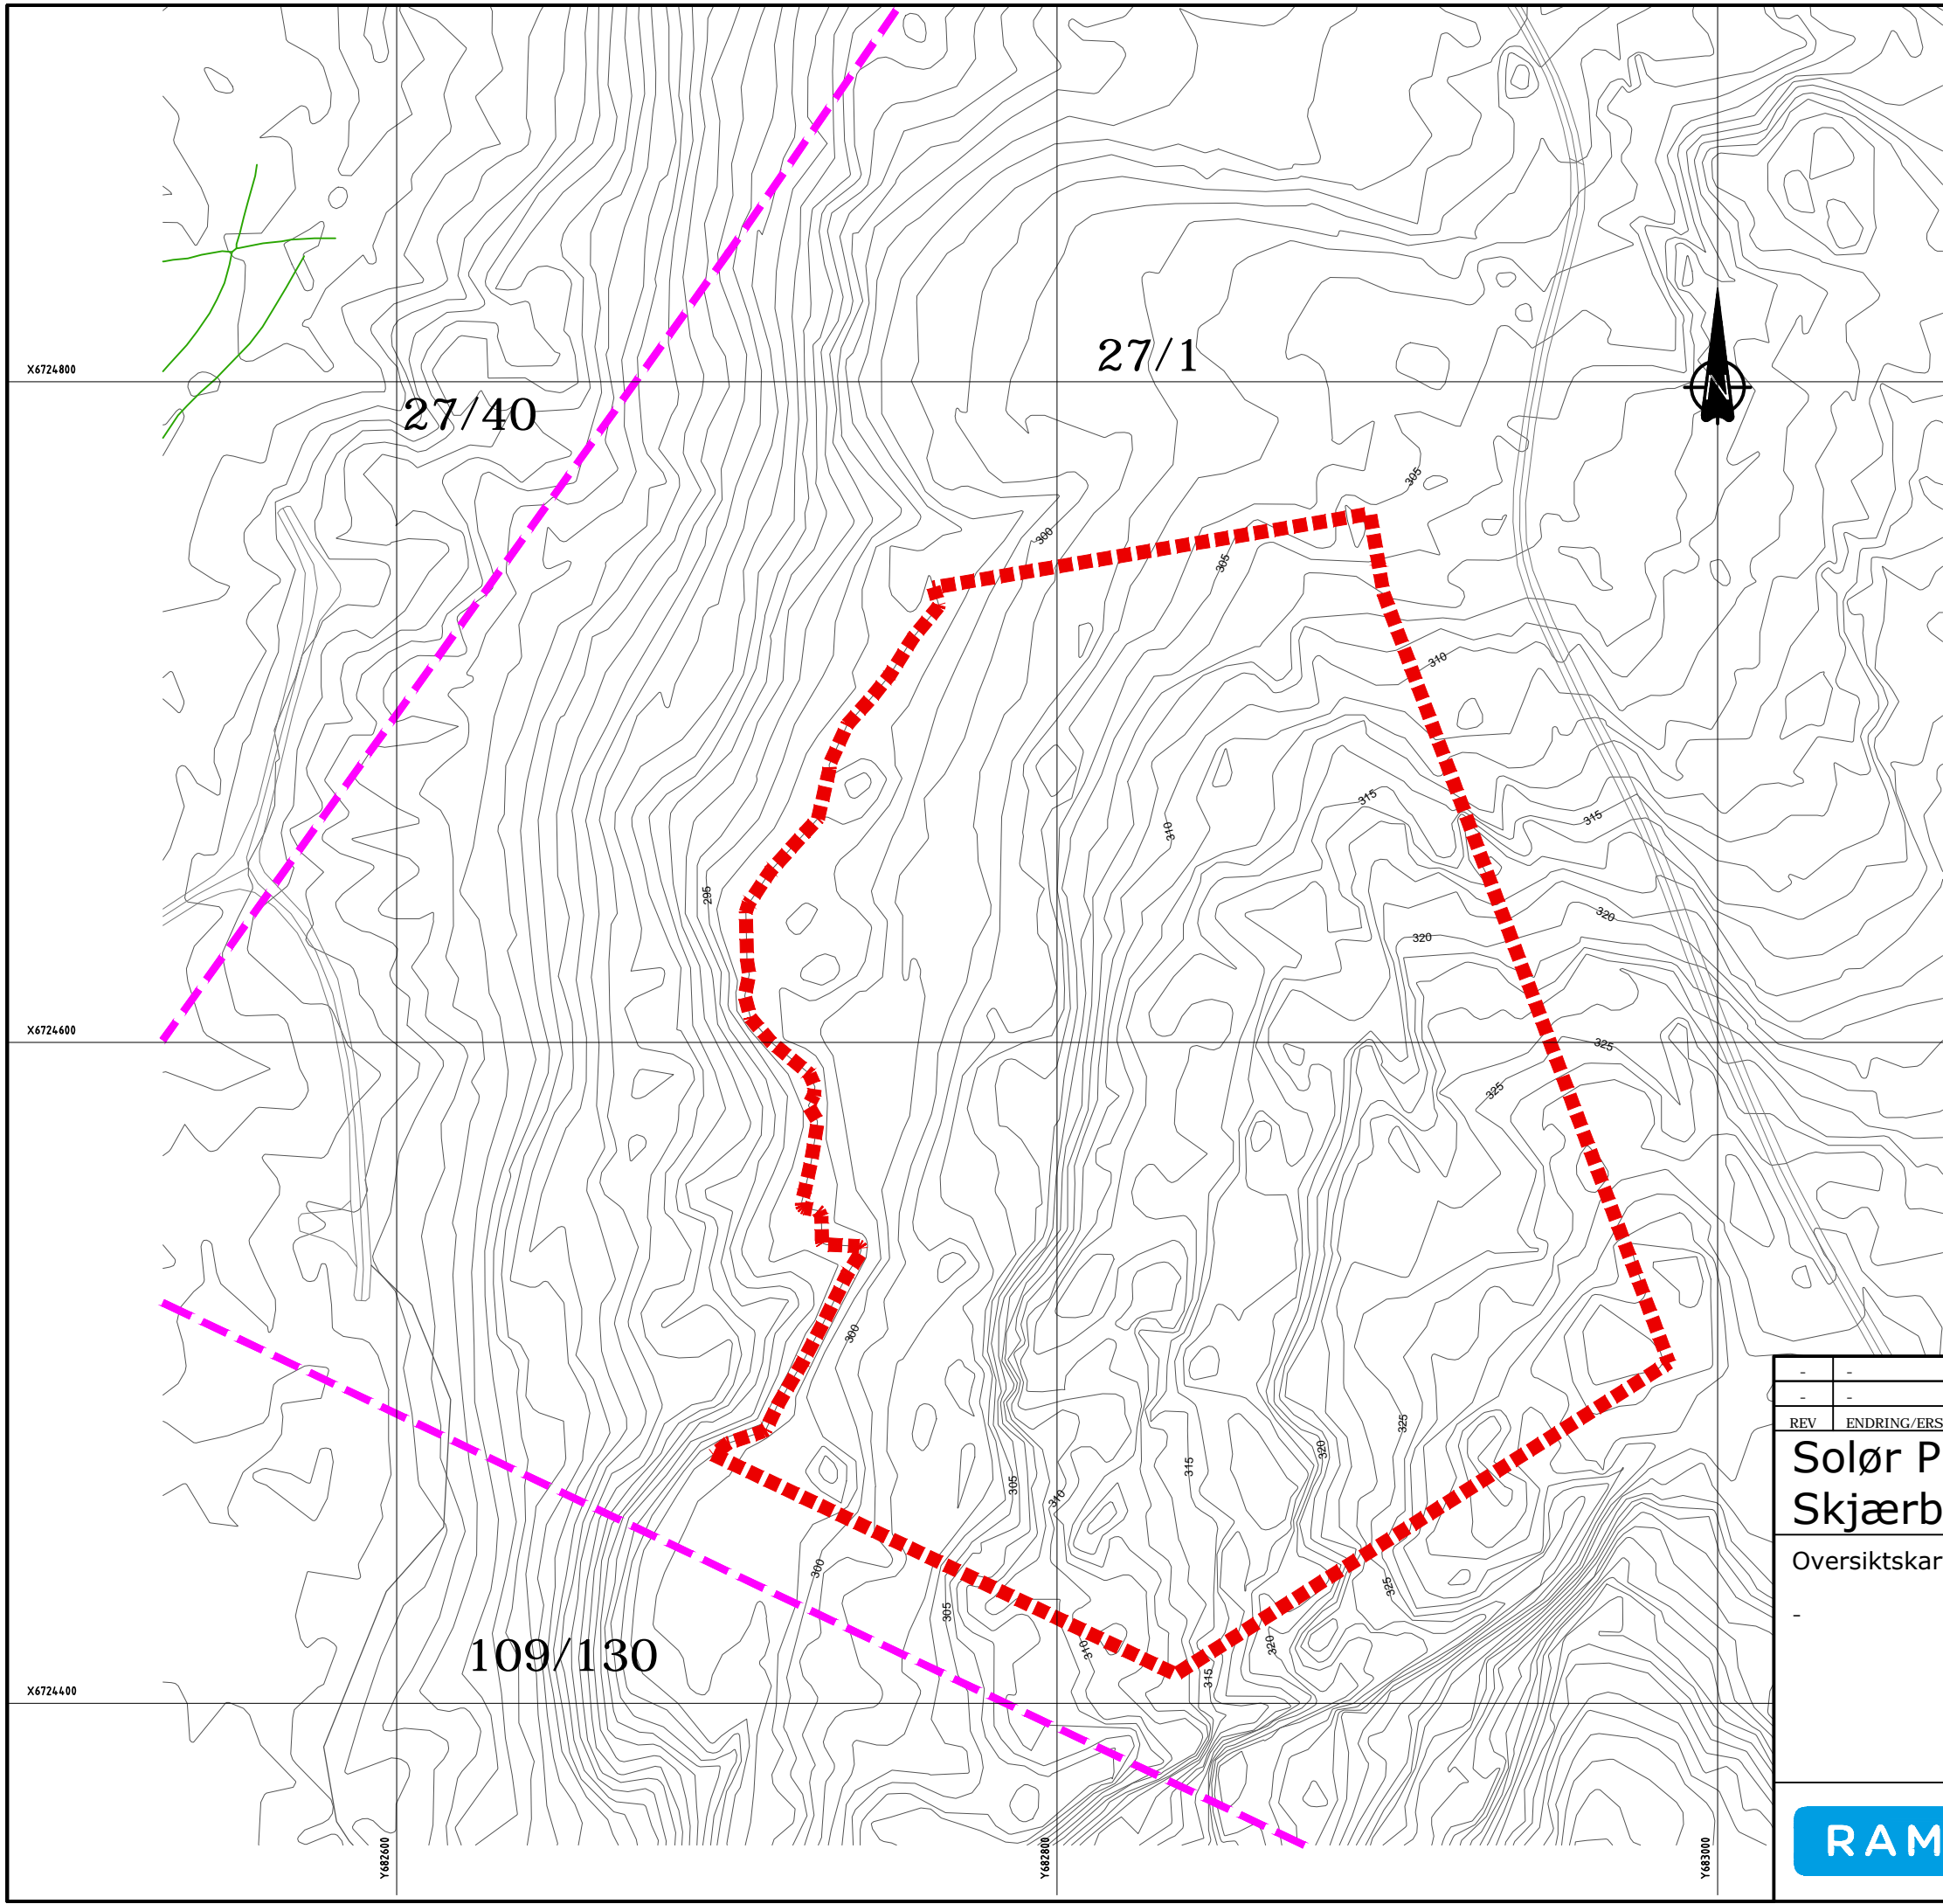 27/1
X6724800
27/40
305
300
305
310
315
310
315
295
320
320
X6724600
325
325
300
325
320
315
305
310
300
325
305
310
320
315
109/130
X6724400
Y682600
Y682800
Y683000
N
- -
- -
REV ENDRING/ERS
Solør P
Skjærb
Oversiktskar
-
RAM